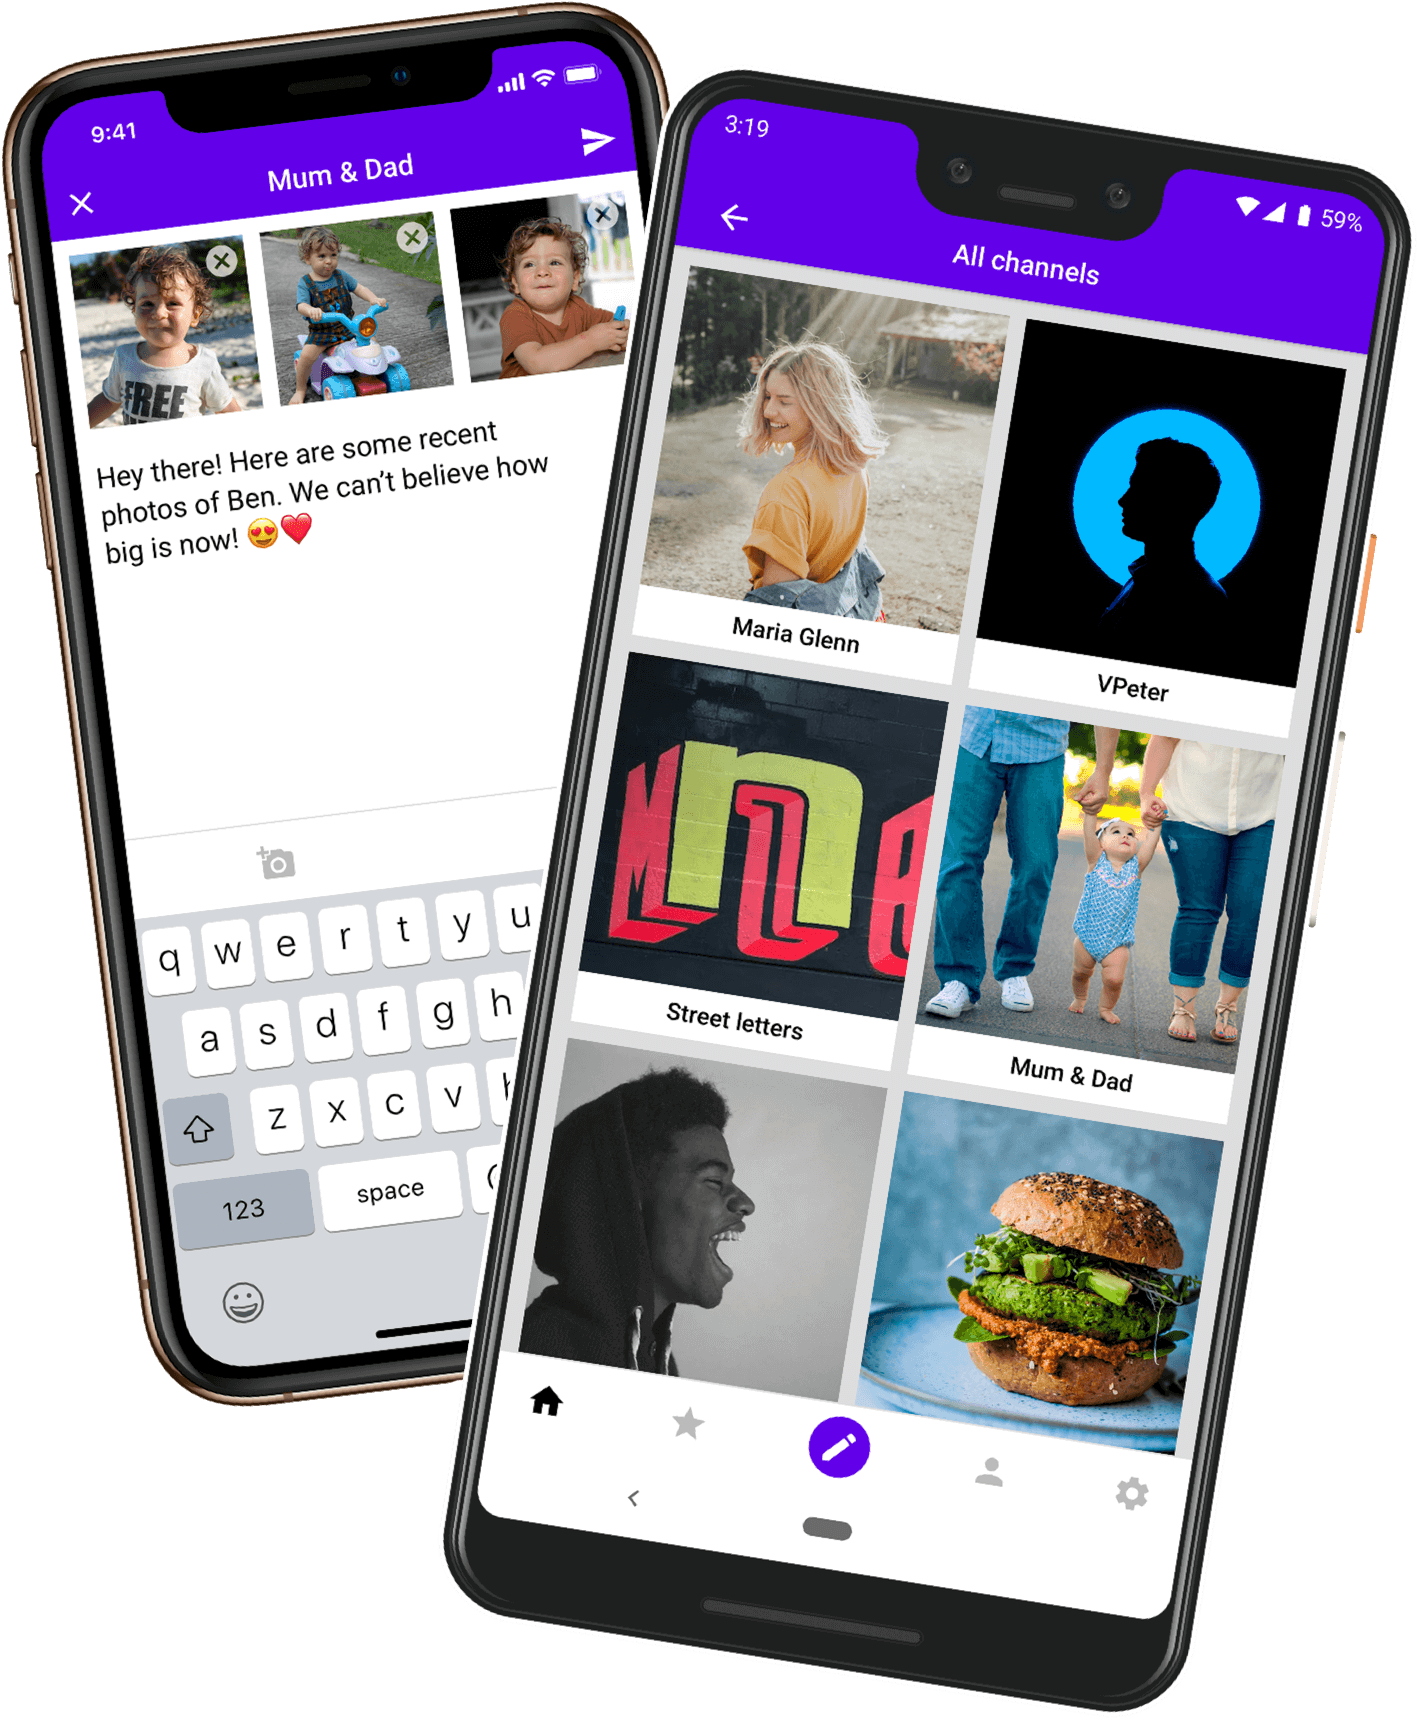 9:41
Mum & Dad
FREE
Hey there! Here are some recent
photos of Ben. We can't believe how
big is now! 😍❤️
q w e r t y u
a s d f g h
z x c v
123 space
3:19
59%
All channels
Maria Glenn
VPeter
Street letters
Mum & Dad